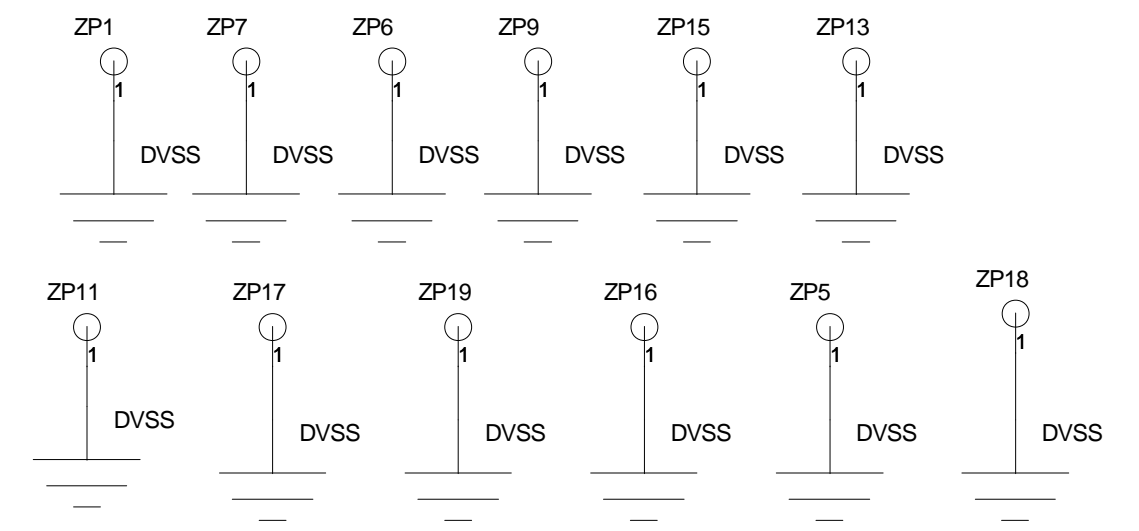 ZP1 ZP7 ZP6 ZP9 ZP15 ZP13
1 1 1 1 1 1
DVSS DVSS DVSS DVSS DVSS DVSS
ZP11 ZP17 ZP19 ZP16 ZP5 ZP18
1 1 1 1 1 1
DVSS DVSS DVSS DVSS DVSS DVSS